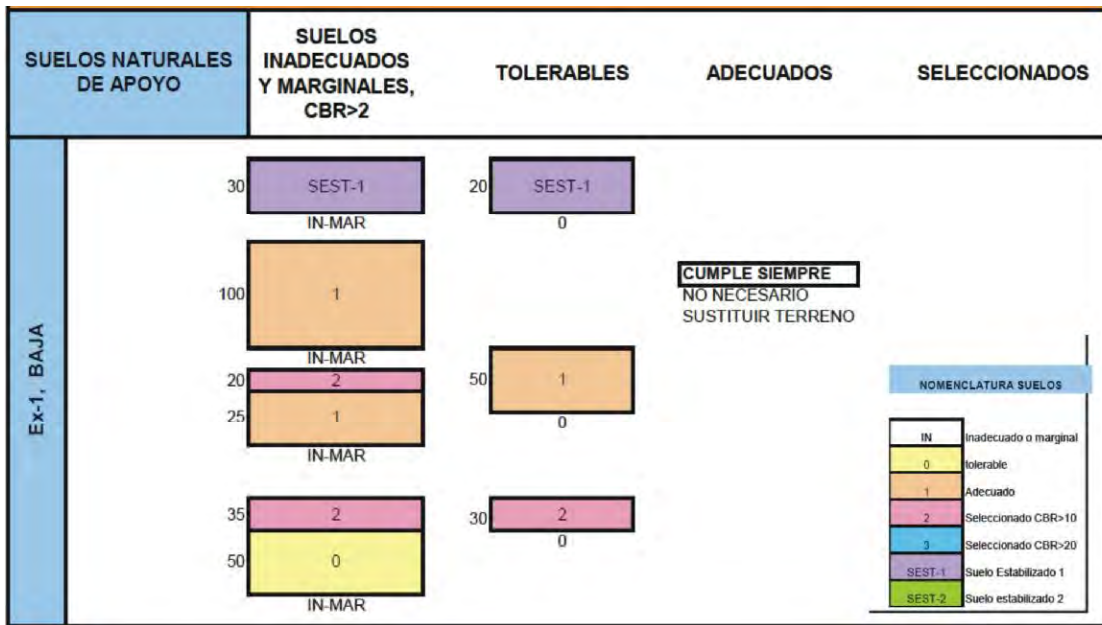 SUELOS NATURALES
DE APOYO
SUELOS
INADECUADOS
Y MARGINALES,
CBR>2
TOLERABLES
ADECUADOS
SELECCIONADOS
Ex-1, BAJA
30
SEST-1
IN-MAR
20
SEST-1
0
100
1
IN-MAR
CUMPLE SIEMPRE
NO NECESARIO
SUSTITUIR TERRENO
20
2
25
1
IN-MAR
50
1
0
35
2
50
0
IN-MAR
30
2
0
NOMENCLATURA SUELOS
IN Inadecuado o marginal
0 tolerable
1 Adecuado
2 Seleccionado CBR>10
3 Seleccionado CBR>20
SEST-1 Suelo Estabilizado 1
SEST-2 Suelo estabilizado 2